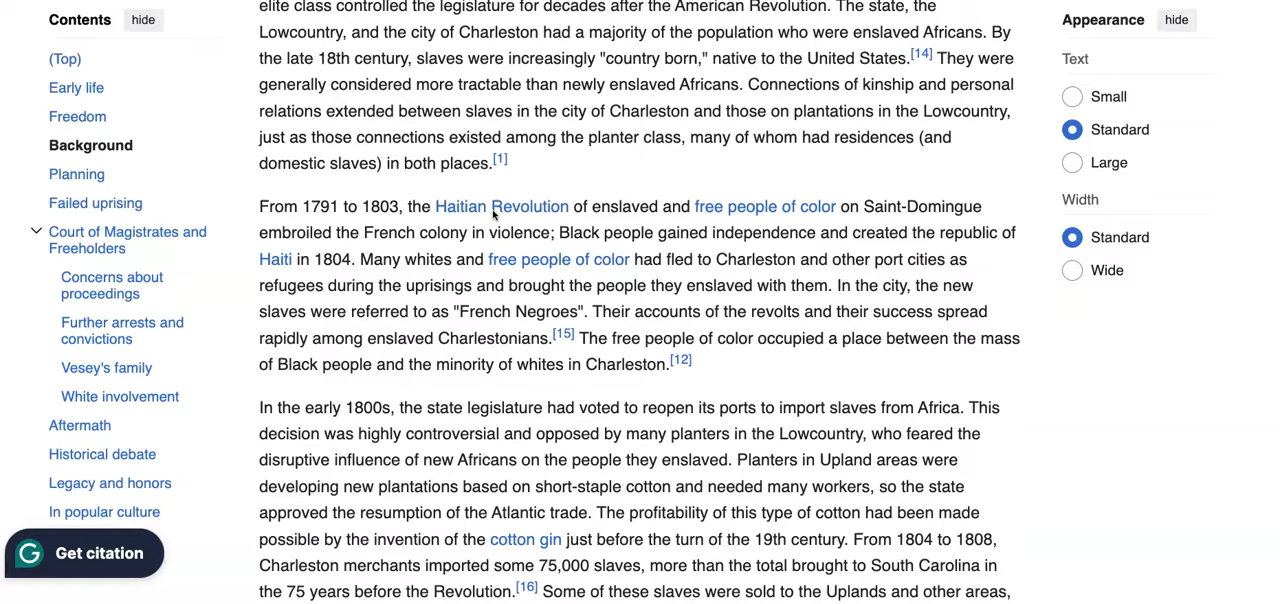 Contents hide
(Top)
Early life
Freedom
Background
Planning
Failed uprising
Court of Magistrates and
Freeholders
Concerns about
proceedings
Further arrests and
convictions
Vesey's family
White involvement
Aftermath
Historical debate
Legacy and honors
In popular culture
Get citation
elite class controlled the legislature for decades after the American Revolution. The state, the
Lowcountry, and the city of Charleston had a majority of the population who were enslaved Africans. By
the late 18th century, slaves were increasingly "country born," native to the United States.[14] They were
generally considered more tractable than newly enslaved Africans. Connections of kinship and personal
relations extended between slaves in the city of Charleston and those on plantations in the Lowcountry,
just as those connections existed among the planter class, many of whom had residences (and
domestic slaves) in both places.[1]
From 1791 to 1803, the Haitian Revolution of enslaved and free people of color on Saint-Domingue
embroiled the French colony in violence; Black people gained independence and created the republic of
Haiti in 1804. Many whites and free people of color had fled to Charleston and other port cities as
refugees during the uprisings and brought the people they enslaved with them. In the city, the new
slaves were referred to as "French Negroes". Their accounts of the revolts and their success spread
rapidly among enslaved Charlestonians.[15] The free people of color occupied a place between the mass
of Black people and the minority of whites in Charleston.[12]
In the early 1800s, the state legislature had voted to reopen its ports to import slaves from Africa. This
decision was highly controversial and opposed by many planters in the Lowcountry, who feared the
disruptive influence of new Africans on the people they enslaved. Planters in Upland areas were
developing new plantations based on short-staple cotton and needed many workers, so the state
approved the resumption of the Atlantic trade. The profitability of this type of cotton had been made
possible by the invention of the cotton gin just before the turn of the 19th century. From 1804 to 1808,
Charleston merchants imported some 75,000 slaves, more than the total brought to South Carolina in
the 75 years before the Revolution.[16] Some of these slaves were sold to the Uplands and other areas,
Appearance hide
Text
Small
Standard
Large
Width
Standard
Wide